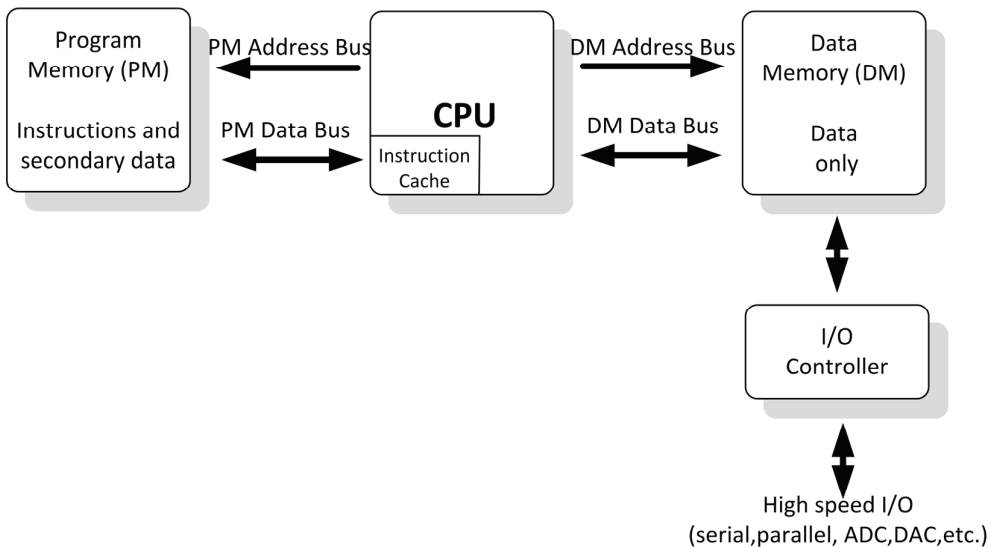 Program
Memory (PM)
Instructions and
secondary data
PM Address Bus
PM Data Bus
CPU
Instruction
Cache
DM Address Bus
DM Data Bus
Data
Memory (DM)
Data
only
I/O
Controller
High speed I/O
(serial,parallel, ADC,DAC,etc.)